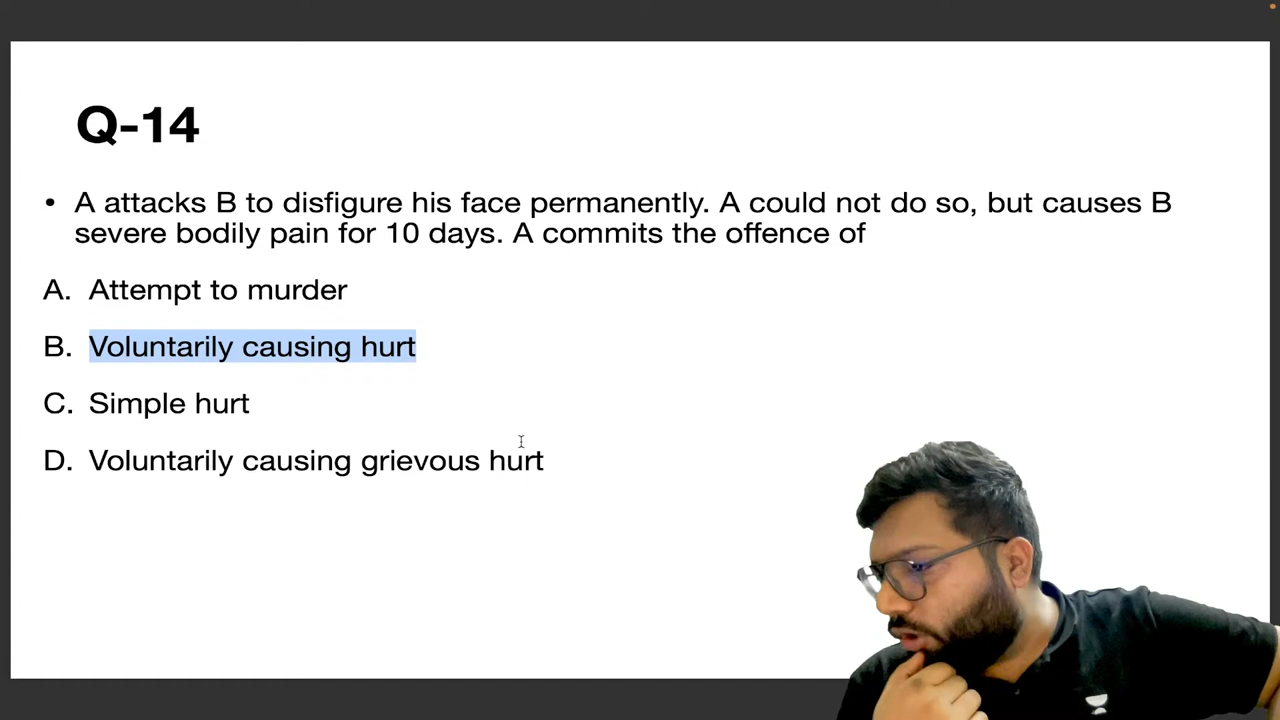 Q-14
• A attacks B to disfigure his face permanently. A could not do so, but causes B
severe bodily pain for 10 days. A commits the offence of
A. Attempt to murder
B. Voluntarily causing hurt
C. Simple hurt
D. Voluntarily causing grievous hurt